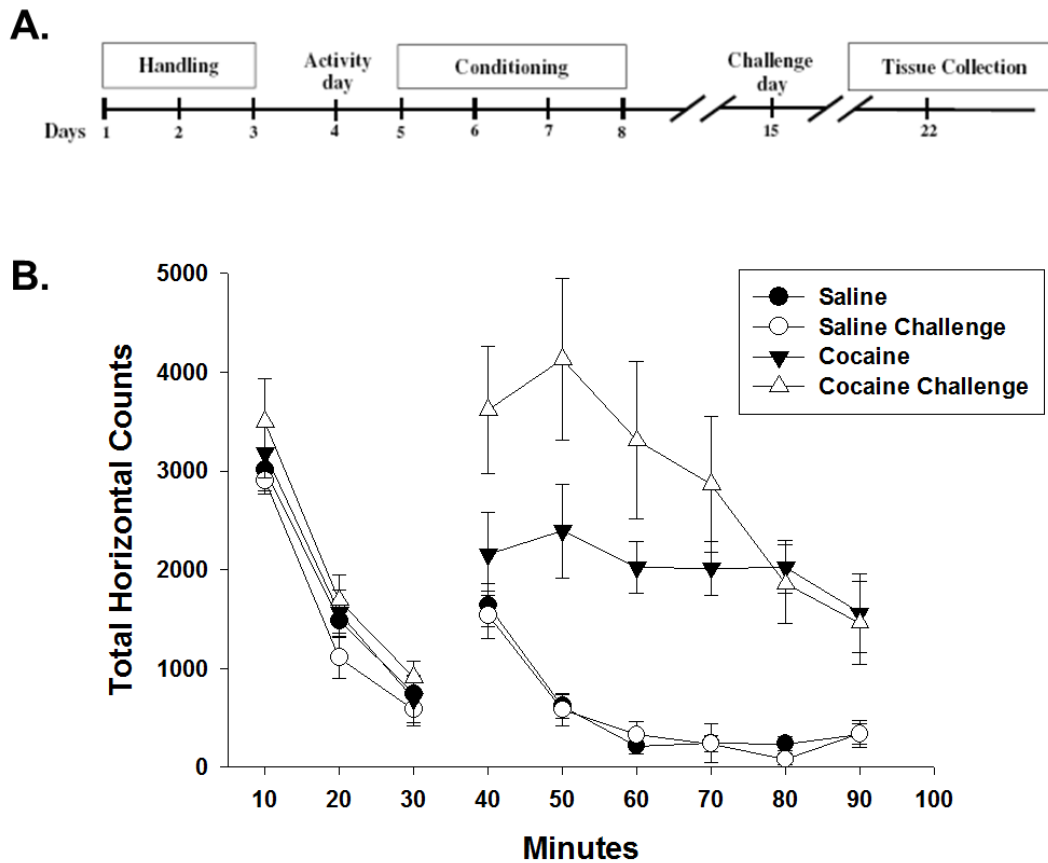 A.
Handling
Activity
day
Conditioning
Challenge
day
Tissue Collection
Days 1 2 3 4 5 6 7 8 15 22
B.
5000
4000
3000
2000
1000
0
Total Horizontal Counts
Saline
Saline Challenge
Cocaine
Cocaine Challenge
10 20 30 40 50 60 70 80 90 100
Minutes